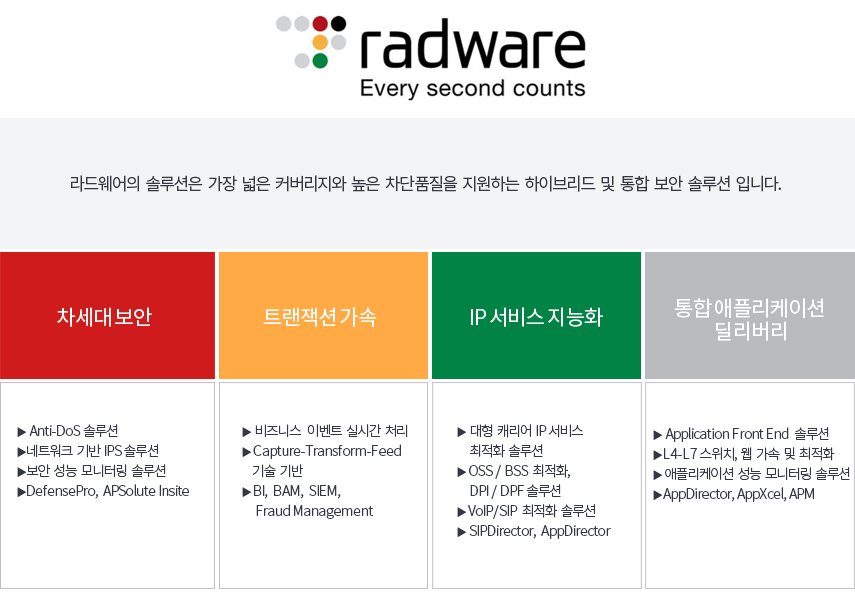 radware
Every second counts
라드웨어의 솔루션은 가장 넓은 커버리지와 높은 차단품질을 지원하는 하이브리드 및 통합 보안 솔루션 입니다.
차세대 보안
▶ Anti-DoS 솔루션
▶네트워크 기반 IPS 솔루션
▶보안 성능 모니터링 솔루션
▶DefensePro, APSolute Insite
트랜잭션 가속
▶ 비즈니스 이벤트 실시간 처리
▶ Capture-Transform-Feed
기술 기반
▶ BI, BAM, SIEM,
Fraud Management
IP 서비스 지능화
▶ 대형 캐리어 IP 서비스
최적화 솔루션
▶ OSS / BSS 최적화,
DPI / DPF 솔루션
▶ VoIP/SIP 최적화 솔루션
▶ SIPDirector, AppDirector
통합 애플리케이션
딜리버리
▶ Application Front End 솔루션
▶L4-L7 스위치, 웹 가속 및 최적화
▶ 애플리케이션 성능 모니터링 솔루션
▶AppDirector, AppXcel, APM